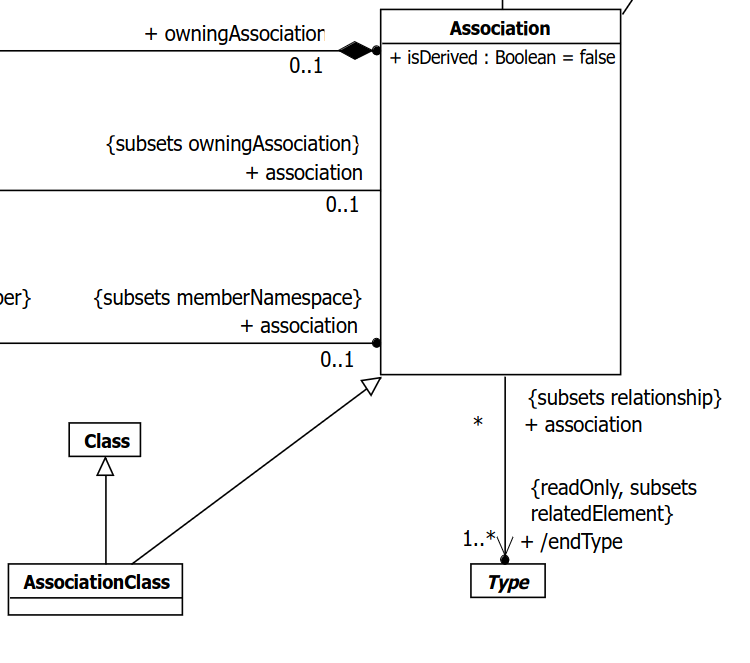 + owningAssociation
0..1
Association
+ isDerived : Boolean = false
{subsets owningAssociation}
+ association
0..1
ber}
{subsets memberNamespace}
+ association
0..1
{subsets relationship}
*
+ association
Class
{readOnly, subsets
relatedElement}
1..*
+ /endType
AssociationClass
Type